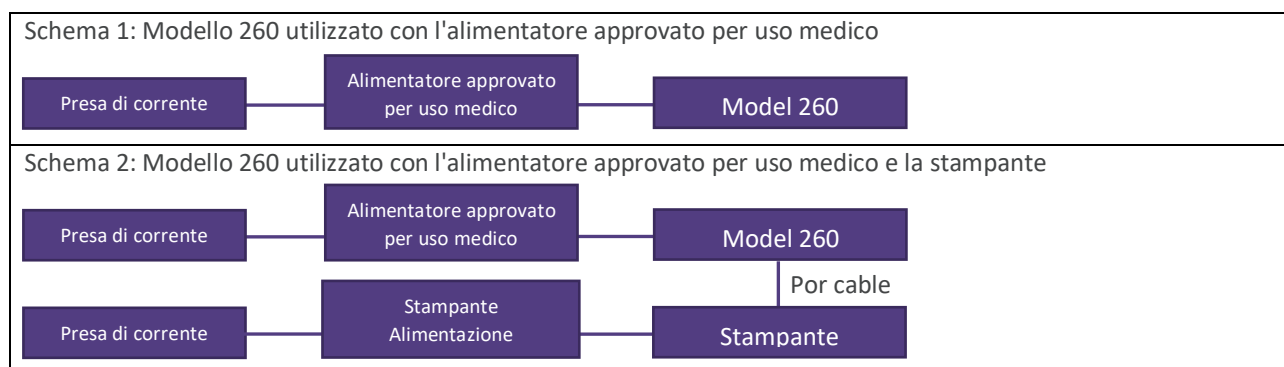 Schema 1: Modello 260 utilizzato con l'alimentatore approvato per uso medico
Presa di corrente
Alimentatore approvato
per uso medico
Model 260
Schema 2: Modello 260 utilizzato con l'alimentatore approvato per uso medico e la stampante
Presa di corrente
Alimentatore approvato
per uso medico
Model 260
Por cable
Presa di corrente
Stampante
Alimentazione
Stampante